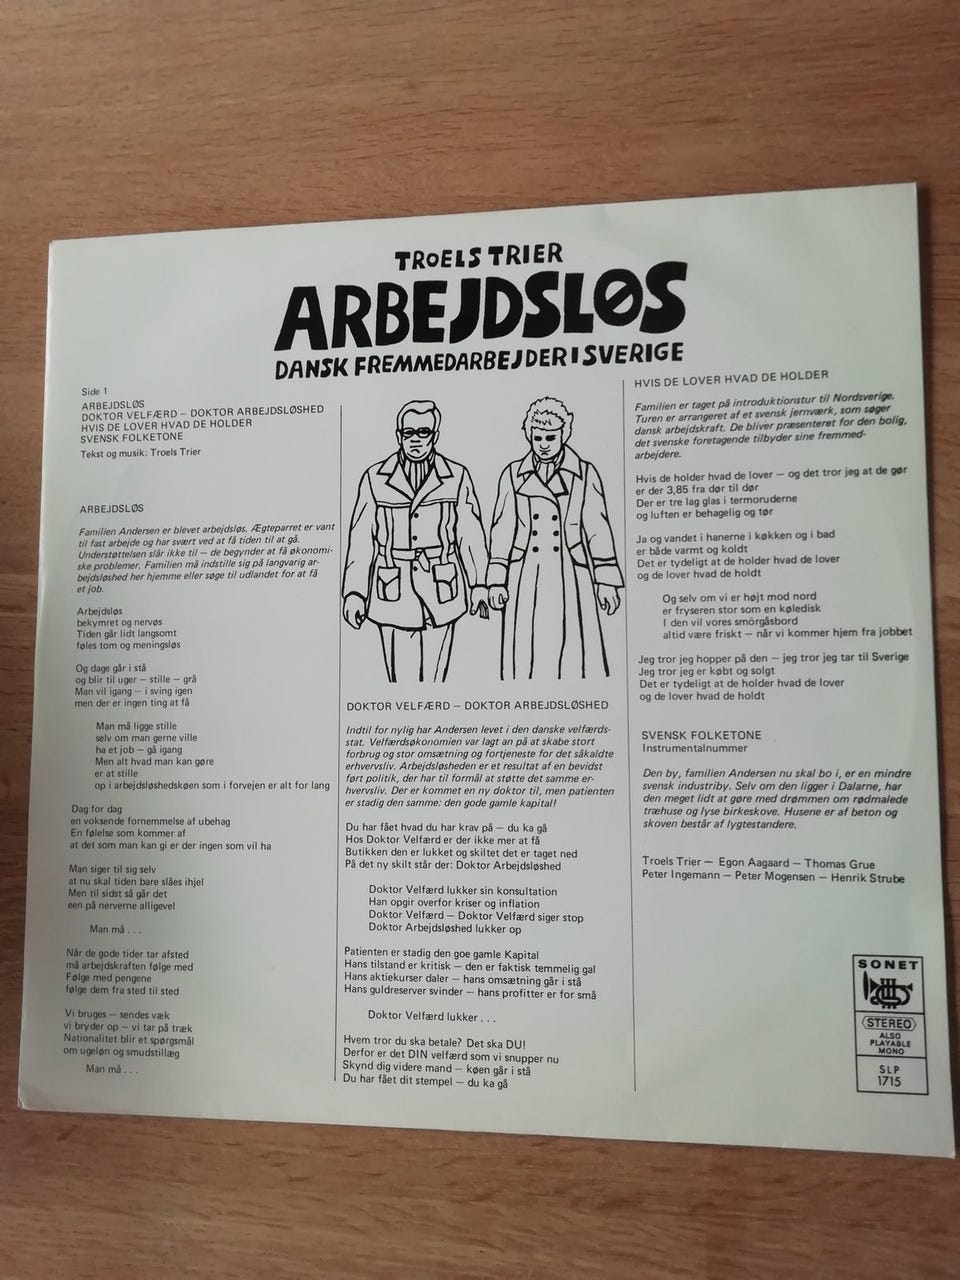 TROELS TRIER
ARBEJDSLØS
DANSK FREMMEDARBEJDER I SVERIGE
Side 1
ARBEJDSLØS
DOKTOR VELFÆRD – DOKTOR ARBEJDSLØSHED
HVIS DE LOVER HVAD DE HOLDER
SVENSK FOLKETONE
Tekst og musik: Troels Trier
ARBEJDSLØS
Familien Andersen er blevet arbejdsløs. Ægteparret er vant
til fast arbejde og har svært ved at få tiden til at gå.
Understøttelsen slår ikke til – de begynder at få økonomi-
ske problemer. Familien må indstille sig på langvarig ar-
bejdsløshed her hjemme eller søge til udlandet for at få
et job.
Arbejdsløs
bekymret og nervøs
Tiden går lidt langsomt
føles tom og meningsløs
Og dage går i stå
og blir til uger – stille – grå
Man vil igang – i sving igen
men der er ingen ting at få
Man må ligge stille
selv om man gerne ville
ha et job – gå igang
Men alt hvad man kan gøre
er at stille
op i arbejdsløshedskøen som i forvejen er alt for lang
Dag for dag
en voksende fornemmelse af ubehag
En følelse som kommer af
at det som man kan gi er der ingen som vil ha
Man siger til sig selv
at nu skal tiden bare slåes ihjel
Men til sidst så går det
een på nerverne alligevel
Man må . . .
Når de gode tider tar afsted
må arbejdskraften følge med
Følge med pengene
følge dem fra sted til sted
Vi bruges – sendes væk
vi bryder op – vi tar på træk
Nationalitet blir et spørgsmål
om ugeløn og smudstillæg
Man må . . .
DOKTOR VELFÆRD – DOKTOR ARBEJDSLØSHED
Indtil for nylig har Andersen levet i den danske velfærds-
stat. Velfærdsøkonomien var lagt an på at skabe stort
forbrug og stor omsætning og fortjeneste for det såkaldte
erhvervsliv. Arbejdsløsheden er et resultat af en bevidst
ført politik, der har til formål at støtte det samme er-
hvervsliv. Der er kommet en ny doktor til, men patienten
er stadig den samme: den gode gamle kapital!
Du har fået hvad du har krav på – du ka gå
Hos Doktor Velfærd er der ikke mer at få
Butikken den er lukket og skiltet det er taget ned
På det ny skilt står der: Doktor Arbejdsløshed
Doktor Velfærd lukker sin konsultation
Han opgir overfor kriser og inflation
Doktor Velfærd – Doktor Velfærd siger stop
Doktor Arbejdsløshed lukker op
Patienten er stadig den goe gamle Kapital
Hans tilstand er kritisk – den er faktisk temmelig gal
Hans aktiekurser daler – hans omsætning går i stå
Hans guldreserver svinder – hans profitter er for små
Doktor Velfærd lukker . . .
Hvem tror du ska betale? Det ska DU!
Derfor er det DIN velfærd som vi snupper nu
Skynd dig videre mand – køen går i stå
Du har fået dit stempel – du ka gå
HVIS DE LOVER HVAD DE HOLDER
Familien er taget på introduktionstur til Nordsverige.
Turen er arrangeret af et svensk jernværk, som søger
dansk arbejdskraft. De bliver præsenteret for den bolig,
det svenske foretagende tilbyder sine fremmed-
arbejdere.
Hvis de holder hvad de lover – og det tror jeg at de gør
er der 3,85 fra dør til dør
Der er tre lag glas i termoruderne
og luften er behagelig og tør
Ja og vandet i hanerne i køkken og i bad
er både varmt og koldt
Det er tydeligt at de holder hvad de lover
og de lover hvad de holdt
Og selv om vi er højt mod nord
er fryseren stor som en køledisk
I den vil vores smörgåsbord
altid være friskt – når vi kommer hjem fra jobbet
Jeg tror jeg hopper på den – jeg tror jeg tar til Sverige
Jeg tror jeg er købt og solgt
Det er tydeligt at de holder hvad de lover
og de lover hvad de holdt
SVENSK FOLKETONE
Instrumentalnummer
Den by, familien Andersen nu skal bo i, er en mindre
svensk industriby. Selv om den ligger i Dalarne, har
den meget lidt at gøre med drømmen om rødmalede
træhuse og lyse birkeskove. Husene er af beton og
skoven består af lygtestandere.
Troels Trier – Egon Aagaard – Thomas Grue
Peter Ingemann – Peter Mogensen – Henrik Strube
SONET
STEREO
ALSO
PLAYABLE
MONO
SLP
1715